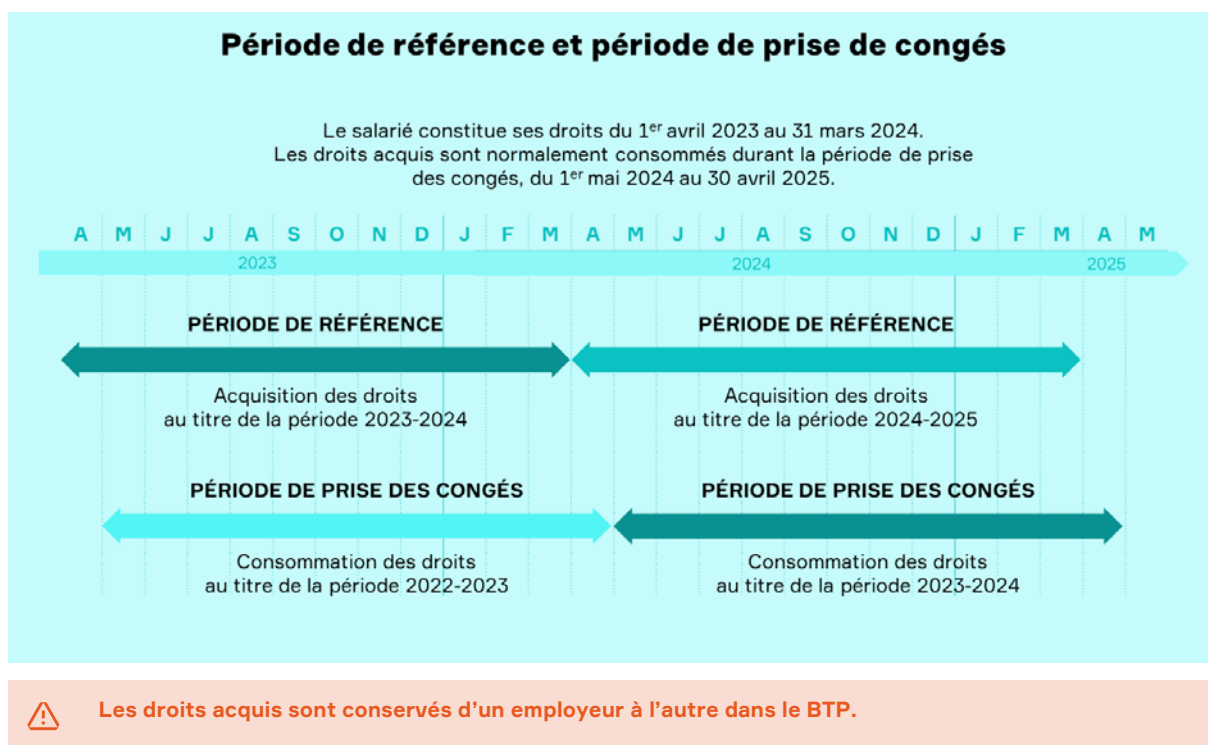 Période de référence et période de prise de congés
Le salarié constitue ses droits du 1er avril 2023 au 31 mars 2024.
Les droits acquis sont normalement consommés durant la période de prise
des congés, du 1er mai 2024 au 30 avril 2025.
A M J J A S O N D J F M A M J J A S O N D J F M A M
2023 2024 2025
PÉRIODE DE RÉFÉRENCE PÉRIODE DE RÉFÉRENCE
Acquisition des droits Acquisition des droits
au titre de la période 2023-2024 au titre de la période 2024-2025
PÉRIODE DE PRISE DES CONGÉS PÉRIODE DE PRISE DES CONGÉS
Consommation des droits Consommation des droits
au titre de la période 2022-2023 au titre de la période 2023-2024
Les droits acquis sont conservés d’un employeur à l’autre dans le BTP.